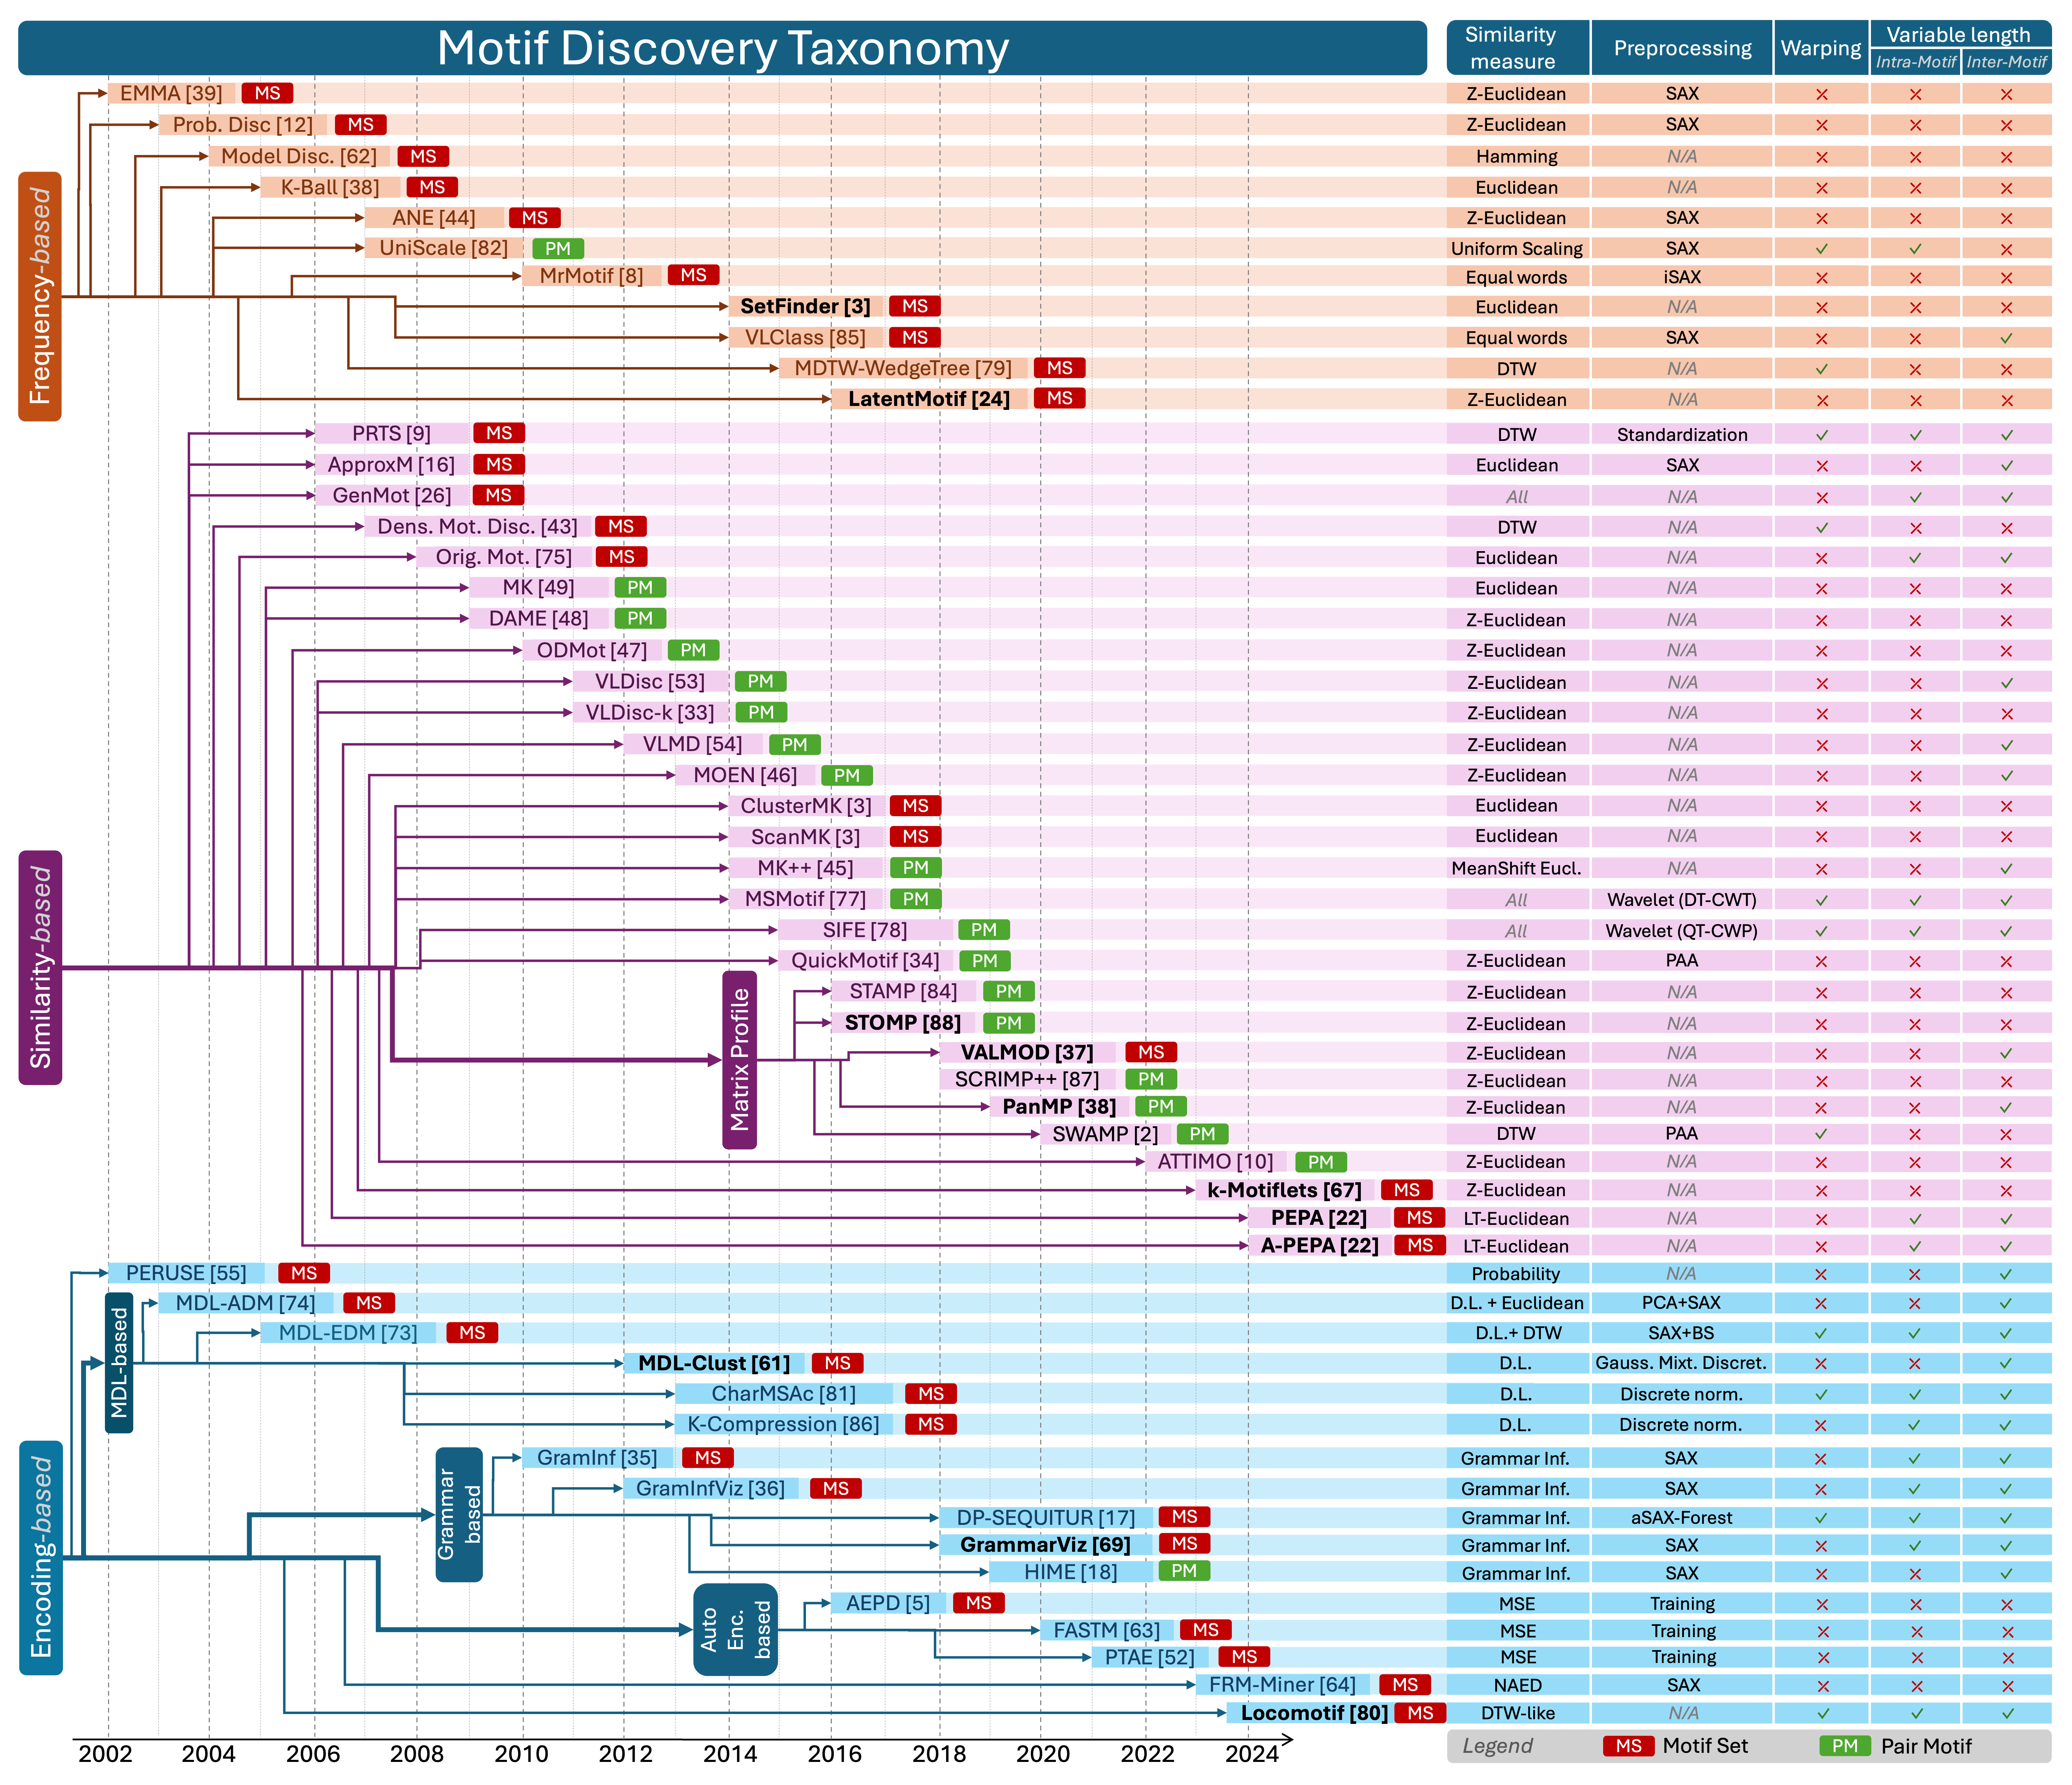 Motif Discovery Taxonomy
Similarity measure Preprocessing Warping Variable length Intra-Motif Inter-Motif
Frequency-based
EMMA [39] MS Z-Euclidean SAX ✗ ✗ ✗
Prob. Disc [12] MS Z-Euclidean SAX ✗ ✗ ✗
Model Disc. [62] MS Hamming N/A ✗ ✗ ✗
K-Ball [38] MS Euclidean N/A ✗ ✗ ✗
ANE [44] MS Z-Euclidean SAX ✗ ✗ ✗
UniScale [82] PM Uniform Scaling SAX ✓ ✓ ✗
MrMotif [8] MS Equal words iSAX ✗ ✗ ✗
SetFinder [3] MS Euclidean N/A ✗ ✗ ✗
VLClass [85] MS Equal words SAX ✗ ✗ ✓
MDTW-WedgeTree [79] MS DTW N/A ✓ ✗ ✗
LatentMotif [24] MS Z-Euclidean N/A ✗ ✗ ✗
Similarity-based
PRTS [9] MS DTW Standardization ✓ ✓ ✓
ApproxM [16] MS Euclidean SAX ✗ ✗ ✓
GenMot [26] MS All N/A ✗ ✓ ✓
Dens. Mot. Disc. [43] MS DTW N/A ✓ ✗ ✗
Orig. Mot. [75] MS Euclidean N/A ✗ ✓ ✓
MK [49] PM Euclidean N/A ✗ ✗ ✗
DAME [48] PM Z-Euclidean N/A ✗ ✗ ✗
ODMot [47] PM Z-Euclidean N/A ✗ ✗ ✗
VLDisc [53] PM Z-Euclidean N/A ✗ ✗ ✓
VLDisc-k [33] PM Z-Euclidean N/A ✗ ✗ ✗
VLMD [54] PM Z-Euclidean N/A ✗ ✗ ✓
MOEN [46] PM Z-Euclidean N/A ✗ ✗ ✓
ClusterMK [3] MS Euclidean N/A ✗ ✗ ✗
ScanMK [3] MS Euclidean N/A ✗ ✗ ✗
MK++ [45] PM MeanShift Eucl. N/A ✗ ✗ ✓
MSMotif [77] PM All Wavelet (DT-CWT) ✓ ✓ ✓
SIFE [78] PM All Wavelet (QT-CWP) ✓ ✓ ✓
QuickMotif [34] PM Z-Euclidean PAA ✗ ✗ ✗
Matrix Profile
STAMP [84] PM Z-Euclidean N/A ✗ ✗ ✗
STOMP [88] PM Z-Euclidean N/A ✗ ✗ ✗
VALMOD [37] MS Z-Euclidean N/A ✗ ✗ ✓
SCRIMP++ [87] PM Z-Euclidean N/A ✗ ✗ ✗
PanMP [38] PM Z-Euclidean N/A ✗ ✗ ✓
SWAMP [2] PM DTW PAA ✓ ✗ ✗
ATTIMO [10] PM Z-Euclidean N/A ✗ ✗ ✗
k-Motiflets [67] MS Z-Euclidean N/A ✗ ✗ ✗
PEPA [22] MS LT-Euclidean N/A ✗ ✓ ✓
A-PEPA [22] MS LT-Euclidean N/A ✗ ✓ ✓
Encoding-based
PERUSE [55] MS Probability N/A ✗ ✗ ✓
MDL-based
MDL-ADM [74] MS D.L. + Euclidean PCA+SAX ✗ ✗ ✓
MDL-EDM [73] MS D.L.+ DTW SAX+BS ✓ ✓ ✓
MDL-Clust [61] MS D.L. Gauss. Mixt. Discret. ✗ ✗ ✓
CharMSAc [81] MS D.L. Discrete norm. ✓ ✓ ✓
K-Compression [86] MS D.L. Discrete norm. ✗ ✓ ✓
Grammar
based
GramInf [35] MS Grammar Inf. SAX ✗ ✓ ✓
GramInfViz [36] MS Grammar Inf. SAX ✗ ✓ ✓
DP-SEQUITUR [17] MS Grammar Inf. aSAX-Forest ✓ ✓ ✓
GrammarViz [69] MS Grammar Inf. SAX ✗ ✓ ✓
HIME [18] PM Grammar Inf. SAX ✗ ✗ ✓
Auto
Enc.
based
AEPD [5] MS MSE Training ✗ ✗ ✗
FASTM [63] MS MSE Training ✗ ✗ ✗
PTAE [52] MS MSE Training ✗ ✗ ✗
FRM-Miner [64] MS NAED SAX ✗ ✗ ✗
Locomotif [80] MS DTW-like N/A ✓ ✓ ✓
2002 2004 2006 2008 2010 2012 2014 2016 2018 2020 2022 2024
Legend MS Motif Set PM Pair Motif